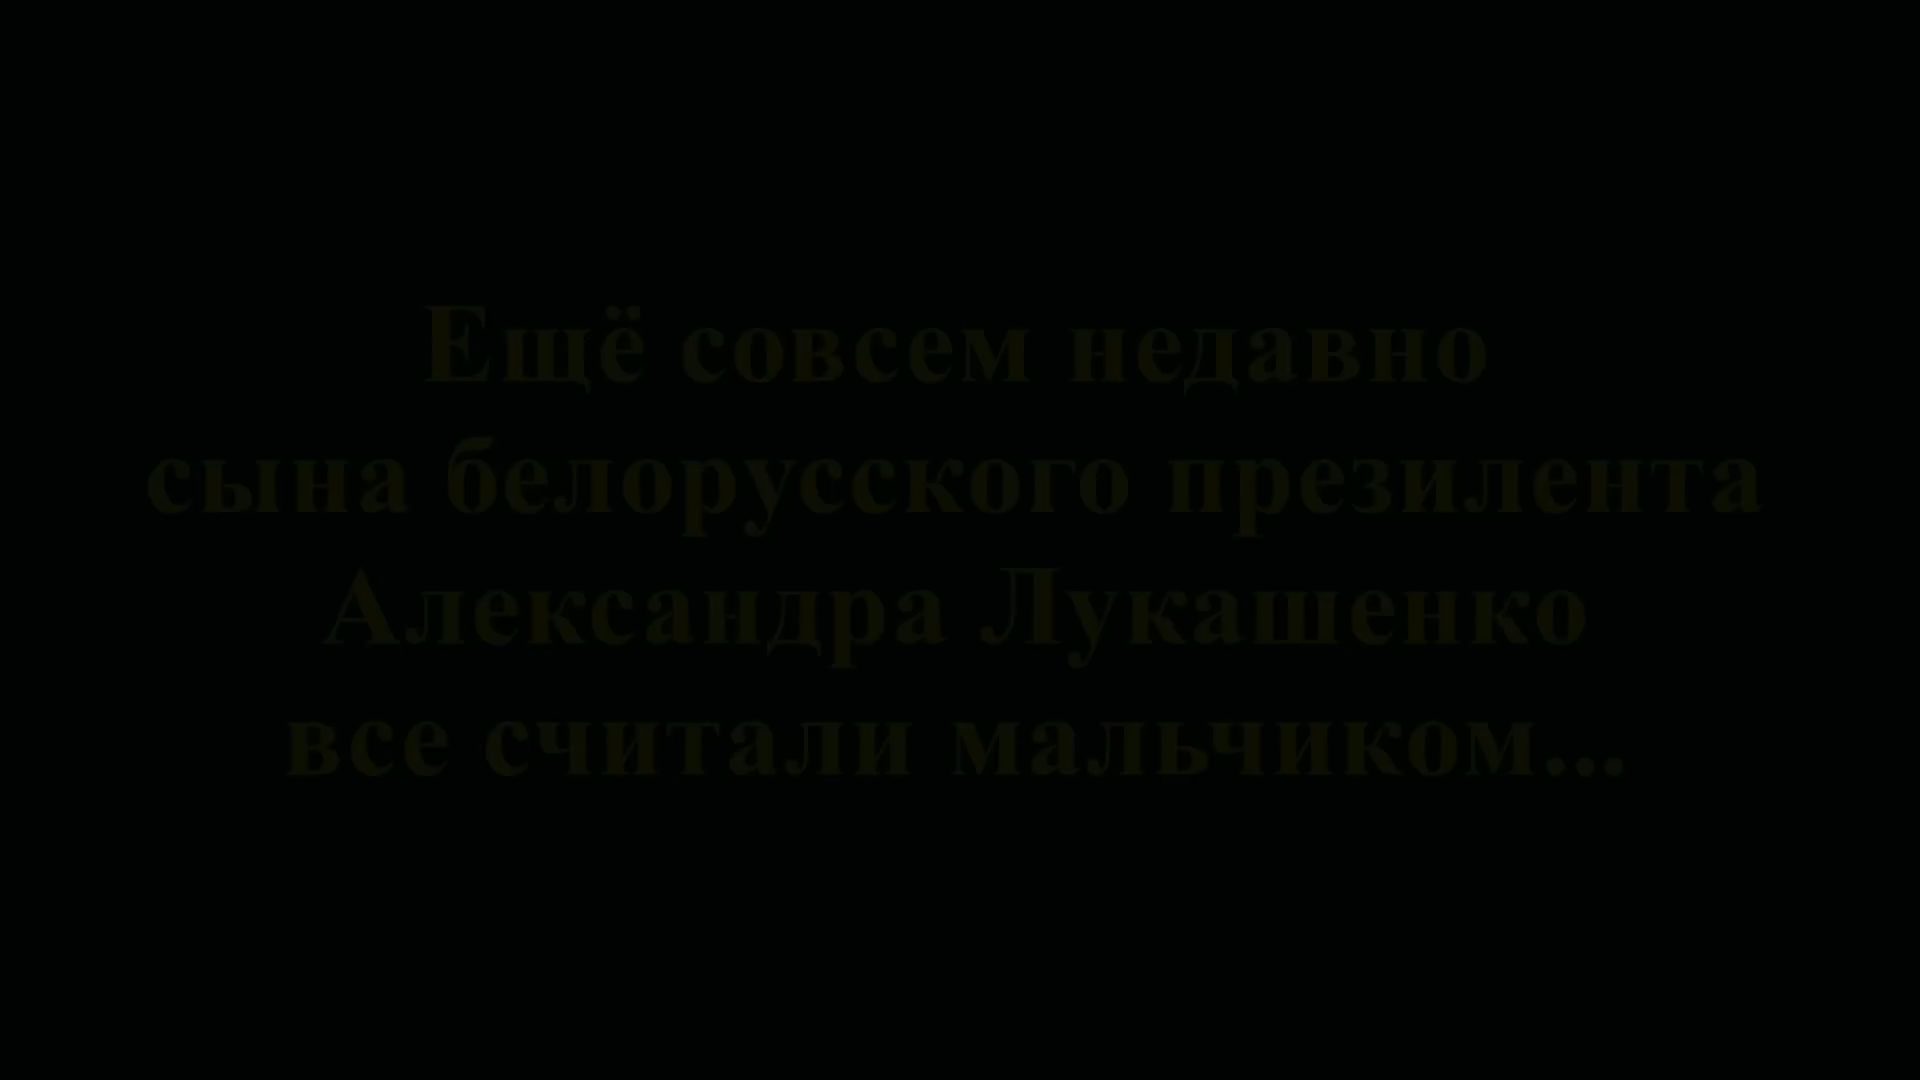 Ещё совсем недавно
сына белорусского презилента
Александра Лукашенко
все считали мальчиком...